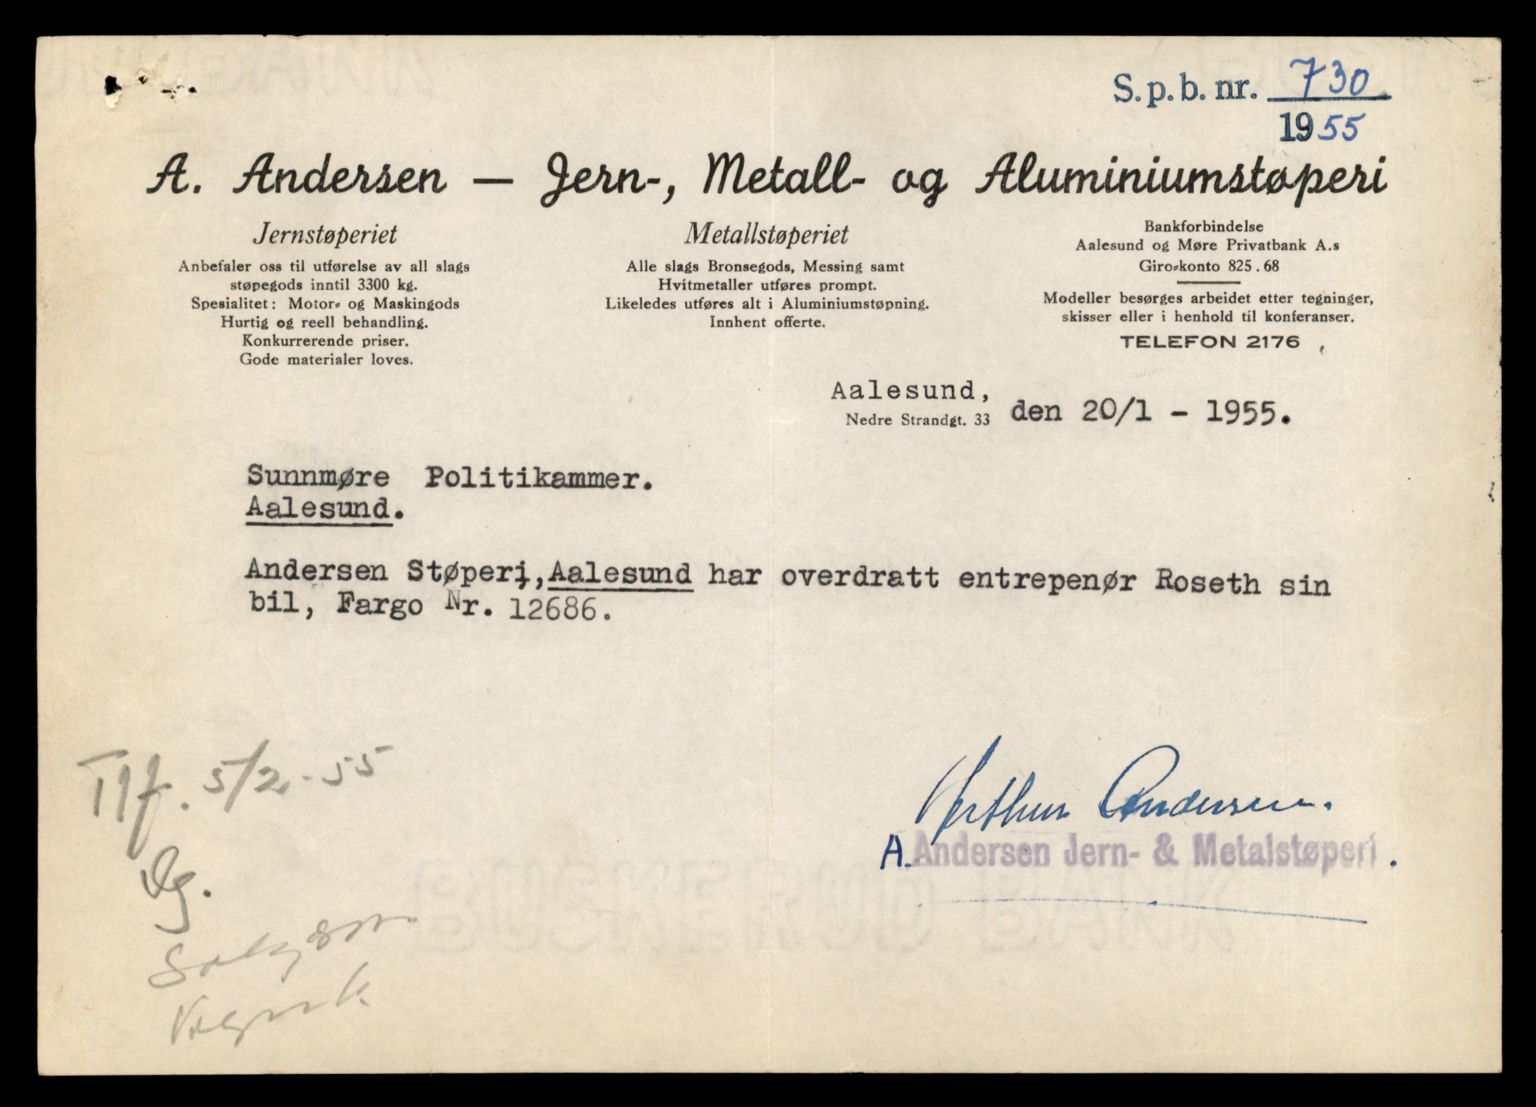 S.p.b. nr. 730
1955
A. Andersen — Jern-, Metall- og Aluminiumstøperi
Jernstøperiet
Anbefaler oss til utførelse av all slags
støpegods inntil 3300 kg.
Spesialitet: Motor- og Maskingods
Hurtig og reell behandling.
Konkurrerende priser.
Gode materialer loves.
Metallstøperiet
Alle slags Bronsegods, Messing samt
Hvitmetaller utføres prompt.
Likeledes utføres alt i Aluminiumstøpning.
Innhent offerte.
Bankforbindelse
Aalesund og Møre Privatbank A.s
Giro-konto 825.68
Modeller besørges arbeidet etter tegninger,
skisser eller i henhold til konferanser.
TELEFON 2176
Aalesund,
Nedre Strandgt. 33 den 20/1 - 1955.
Sunnmøre Politikammer.
Aalesund.
Andersen Støperi, Aalesund har overdratt entrepenør Roseth sin
bil, Fargo Nr. 12686.
Tlf. 5/2-55
Arthur Andersen.
A. Andersen Jern- & Metalstøperi.
BUSKERUD BANK